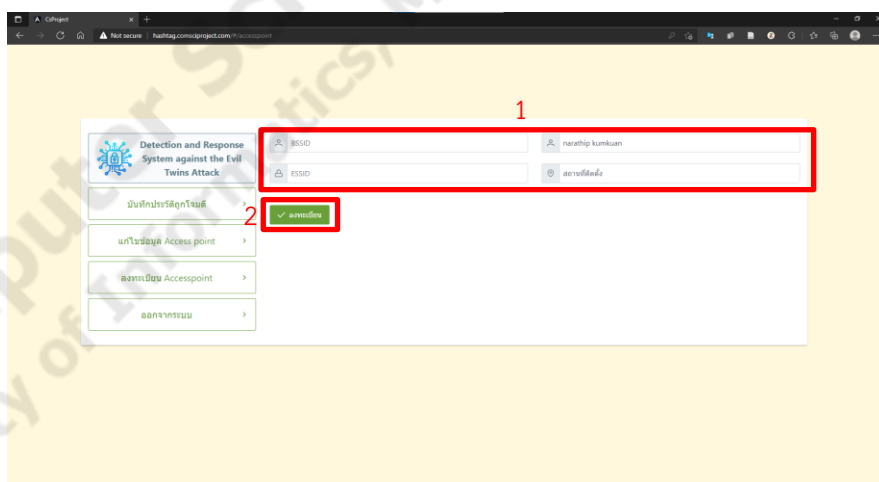 CsProject
Not secure
hashtag.comsciproject.com/#/accesspoint
1
Detection and Response
System against the Evil
Twins Attack
BSSID
narathip kumkuan
ESSID
สถานที่ติดตั้ง
บันทึกประวัติถูกโจมตี
2
ลงทะเบียน
แก้ไขข้อมูล Access point
ลงทะเบียน Accesspoint
ออกจากระบบ